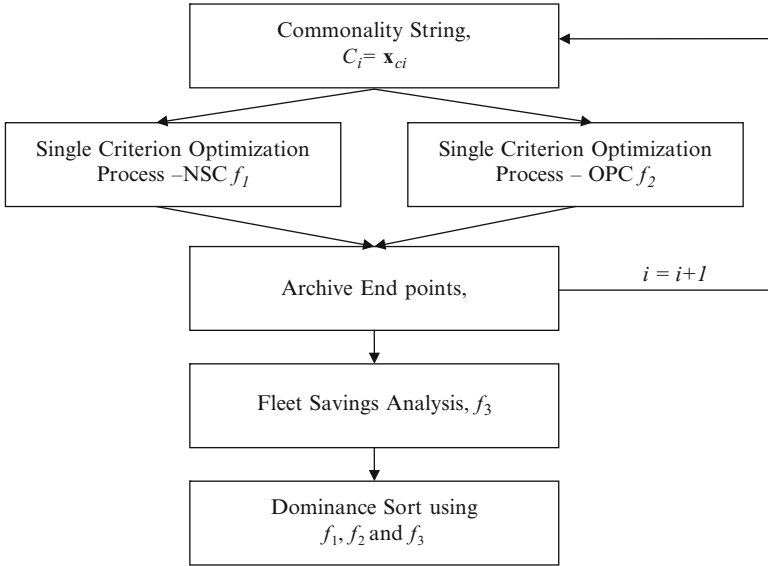 Commonality String,
C_i= x_ci
Single Criterion Optimization
Process –NSC f_1
Single Criterion Optimization
Process – OPC f_2
Archive End points,
i = i+1
Fleet Savings Analysis, f_3
Dominance Sort using
f_1, f_2 and f_3